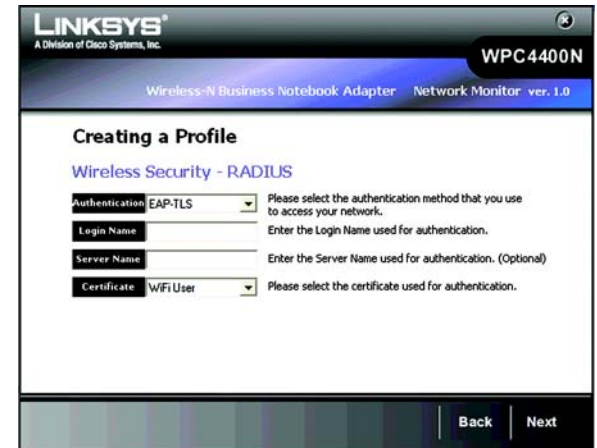 LINKSYS®
A Division of Cisco Systems, Inc.
WPC4400N
Wireless-N Business Notebook Adapter Network Monitor ver. 1.0
Creating a Profile
Wireless Security - RADIUS
Authentication EAP-TLS Please select the authentication method that you use
to access your network.
Login Name Enter the Login Name used for authentication.
Server Name Enter the Server Name used for authentication. (Optional)
Certificate WiFi User Please select the certificate used for authentication.
Back Next